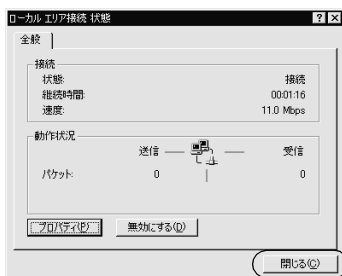 ローカル エリア接続 状態
全般
接続
状態: 接続
継続時間: 00:01:16
速度: 11.0 Mbps
動作状況
送信 受信
パケット: 0 0
プロパティ(P) 無効にする(D)
閉じる(C)